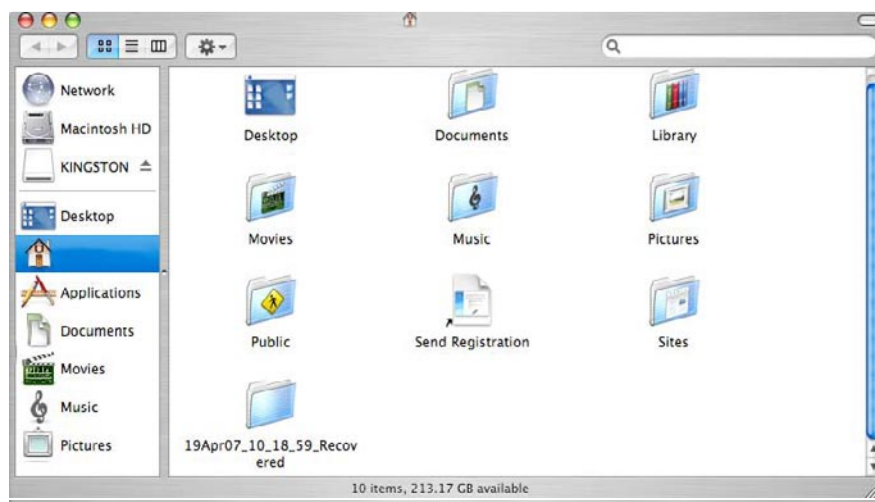 Network
Macintosh HD
KINGSTON
Desktop
Applications
Documents
Movies
Music
Pictures
Desktop
Documents
Library
Movies
Music
Pictures
Public
Send Registration
Sites
19Apr07_10_18_59_Recov
ered
10 items, 213.17 GB available